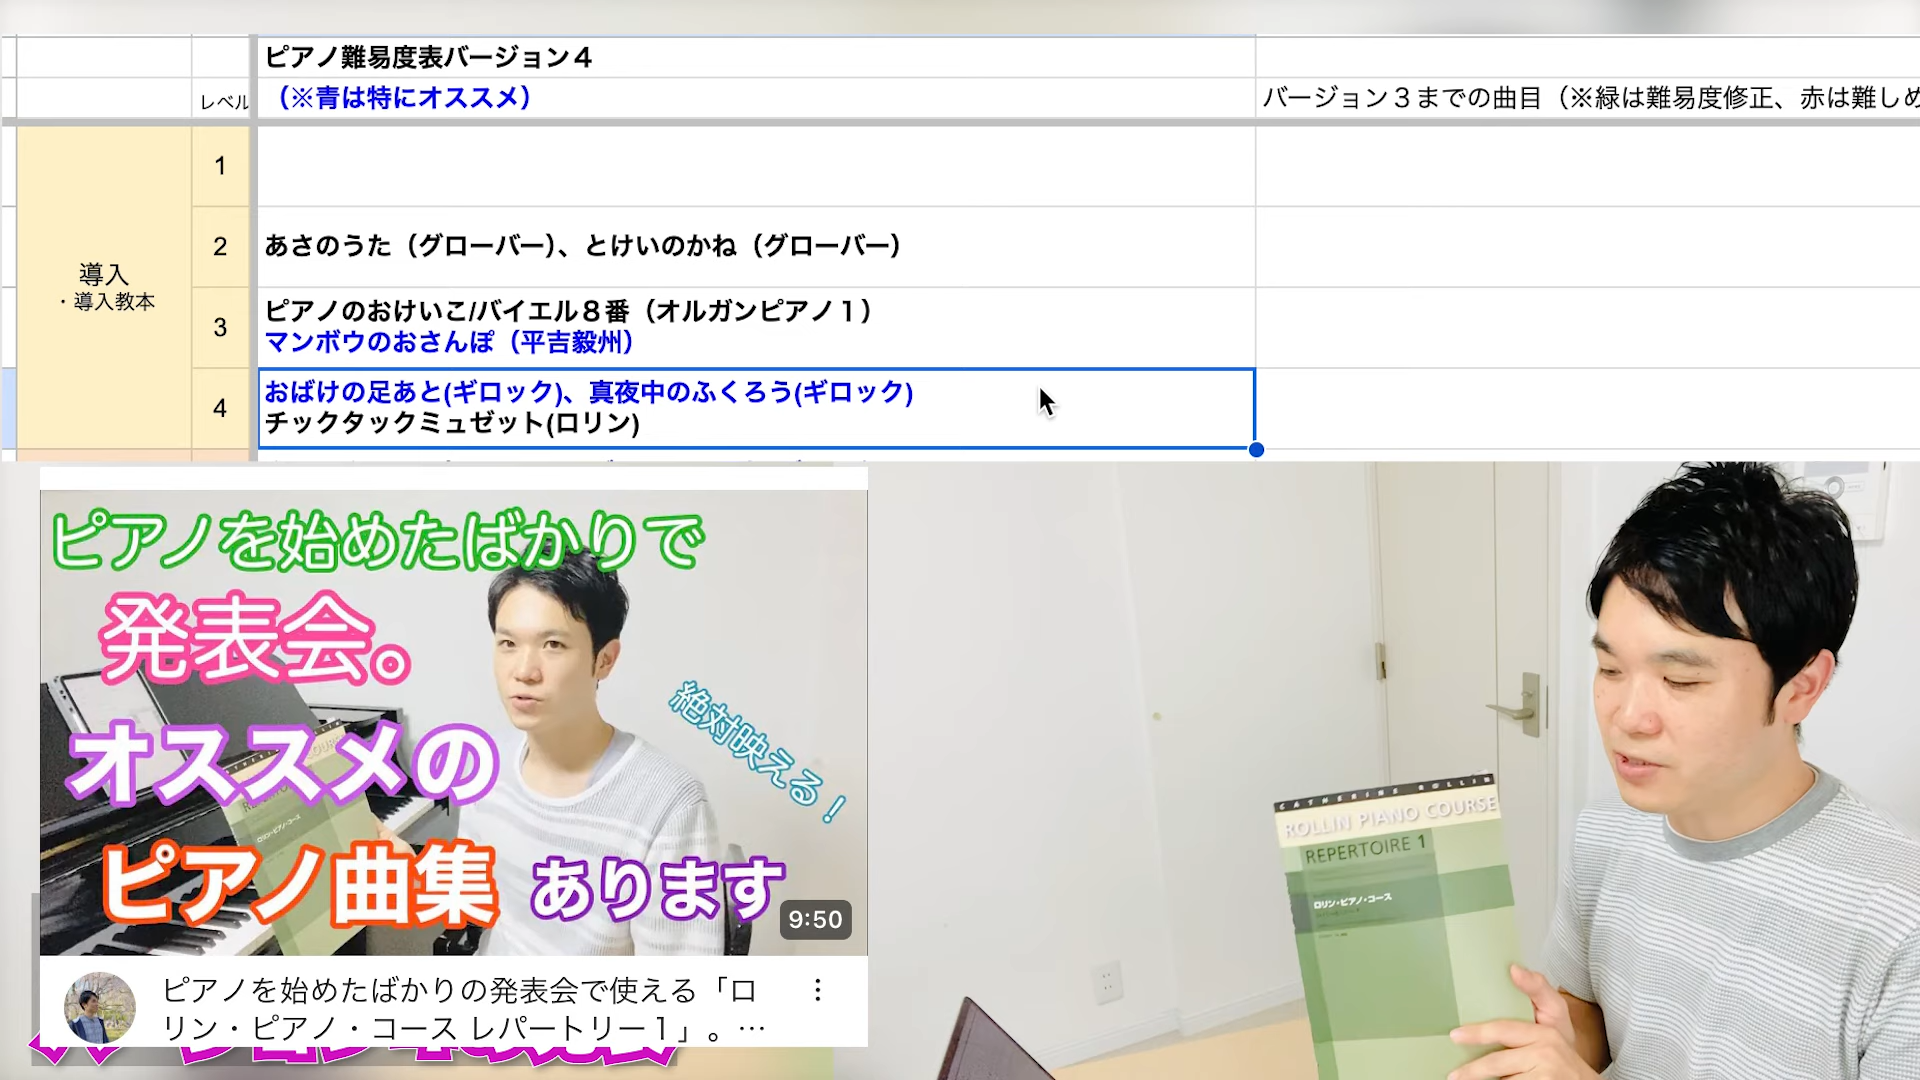 ピアノ難易度表バージョン４
レベル
（※青は特にオススメ）
バージョン３までの曲目（※緑は難易度修正、赤は難しめ
導入
・導入教本
1
2
あさのうた（グローバー）、とけいのかね（グローバー）
3
ピアノのおけいこ/バイエル８番（オルガンピアノ１）
マンボウのおさんぽ（平吉毅州）
4
おばけの足あと(ギロック)、真夜中のふくろう(ギロック)
チックタックミュゼット(ロリン)
ピアノを始めたばかりで
発表会。
絶対映える！
オススメの
ピアノ曲集 あります
9:50
ピアノを始めたばかりの発表会で使える「ロ
リン・ピアノ・コース レパートリー１」。…
CATHERINE ROLLIN
ROLLIN PIANO COURSE
REPERTOIRE 1
ロリン・ピアノ・コース